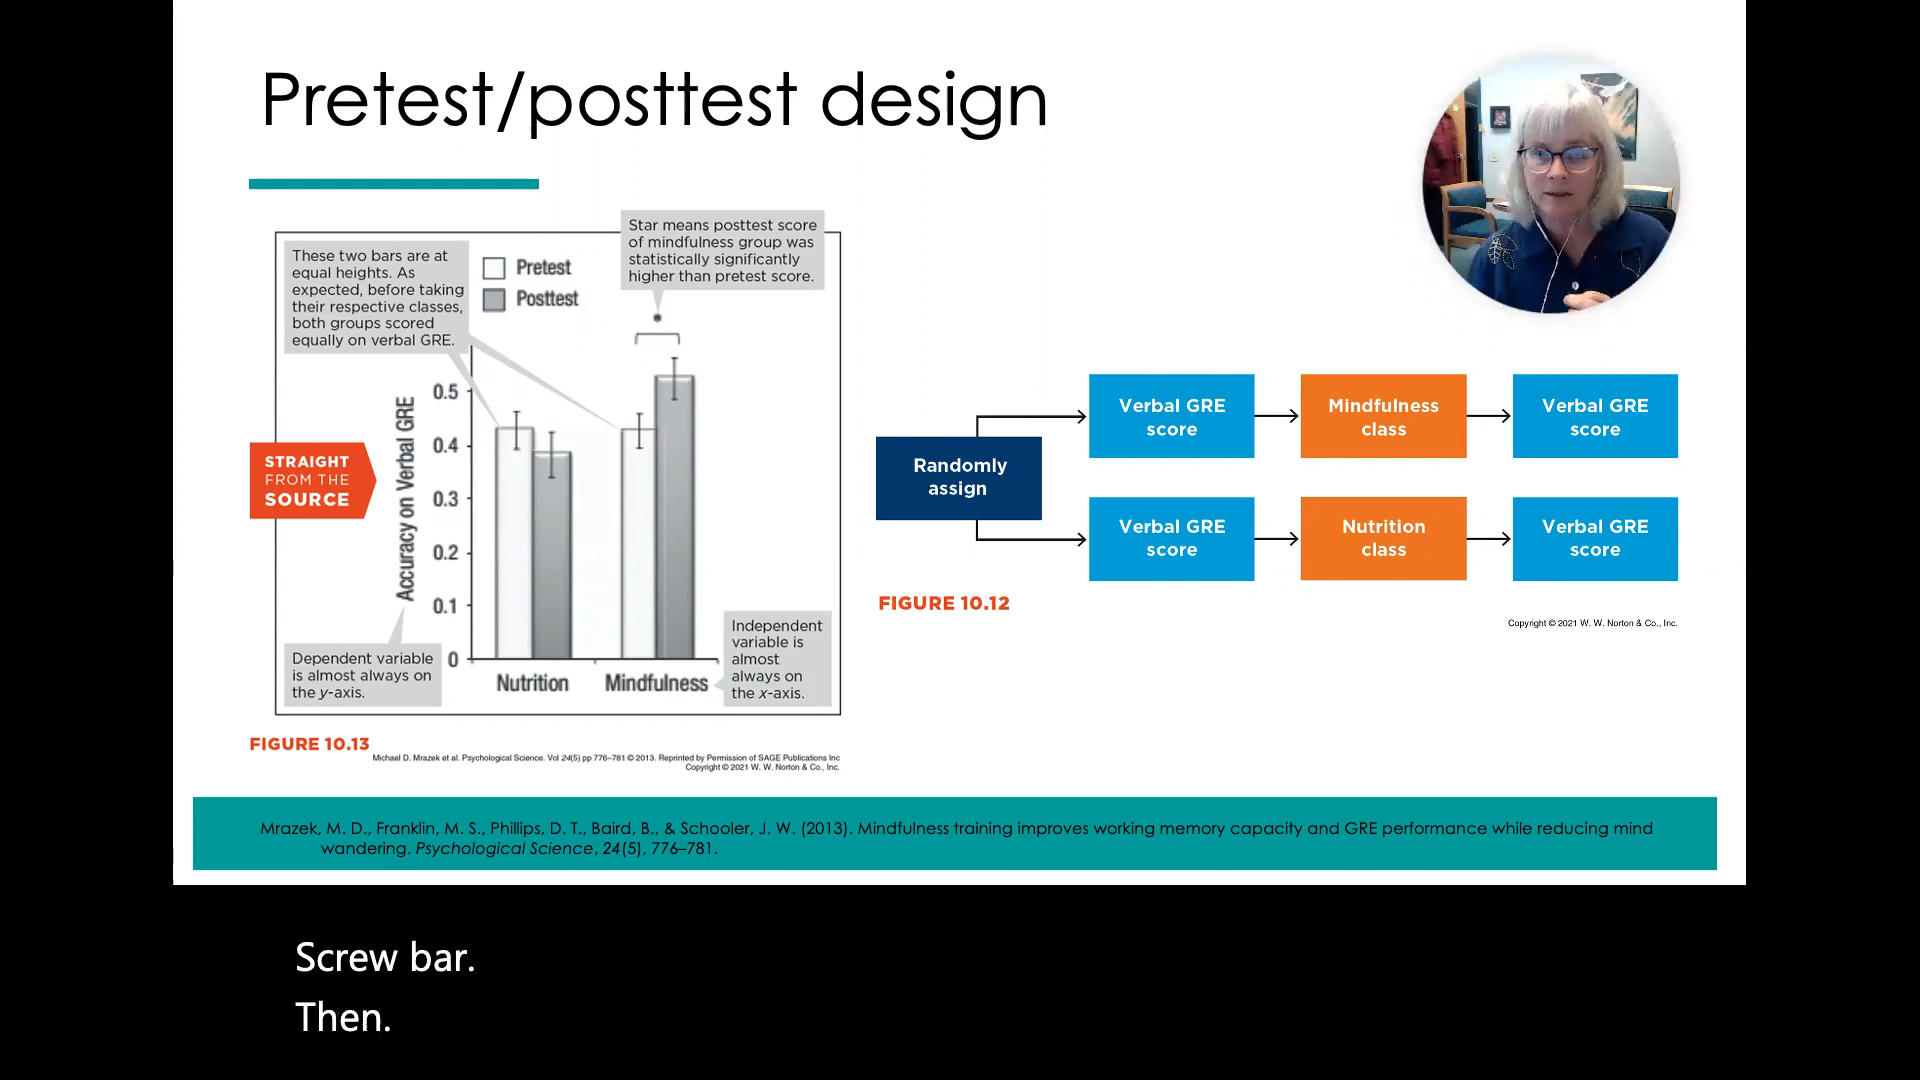 Pretest/posttest design
These two bars are at
equal heights. As
expected, before taking
their respective classes,
both groups scored
equally on verbal GRE.
Pretest
Posttest
Star means posttest score
of mindfulness group was
statistically significantly
higher than pretest score.
*
STRAIGHT
FROM THE
SOURCE
Accuracy on Verbal GRE
0.5
0.4
0.3
0.2
0.1
0
Nutrition
Mindfulness
Dependent variable
is almost always on
the y-axis.
Independent
variable is
almost
always on
the x-axis.
FIGURE 10.13
Michael D. Mrazek et al. Psychological Science. Vol 24(5) pp 776–781 © 2013. Reprinted by Permission of SAGE Publications Inc
Copyright © 2021 W. W. Norton & Co., Inc.
Randomly
assign
Verbal GRE
score
Mindfulness
class
Verbal GRE
score
Verbal GRE
score
Nutrition
class
Verbal GRE
score
FIGURE 10.12
Copyright © 2021 W. W. Norton & Co., Inc.
Mrazek, M. D., Franklin, M. S., Phillips, D. T., Baird, B., & Schooler, J. W. (2013). Mindfulness training improves working memory capacity and GRE performance while reducing mind
wandering. Psychological Science, 24(5), 776–781.
Screw bar.
Then.